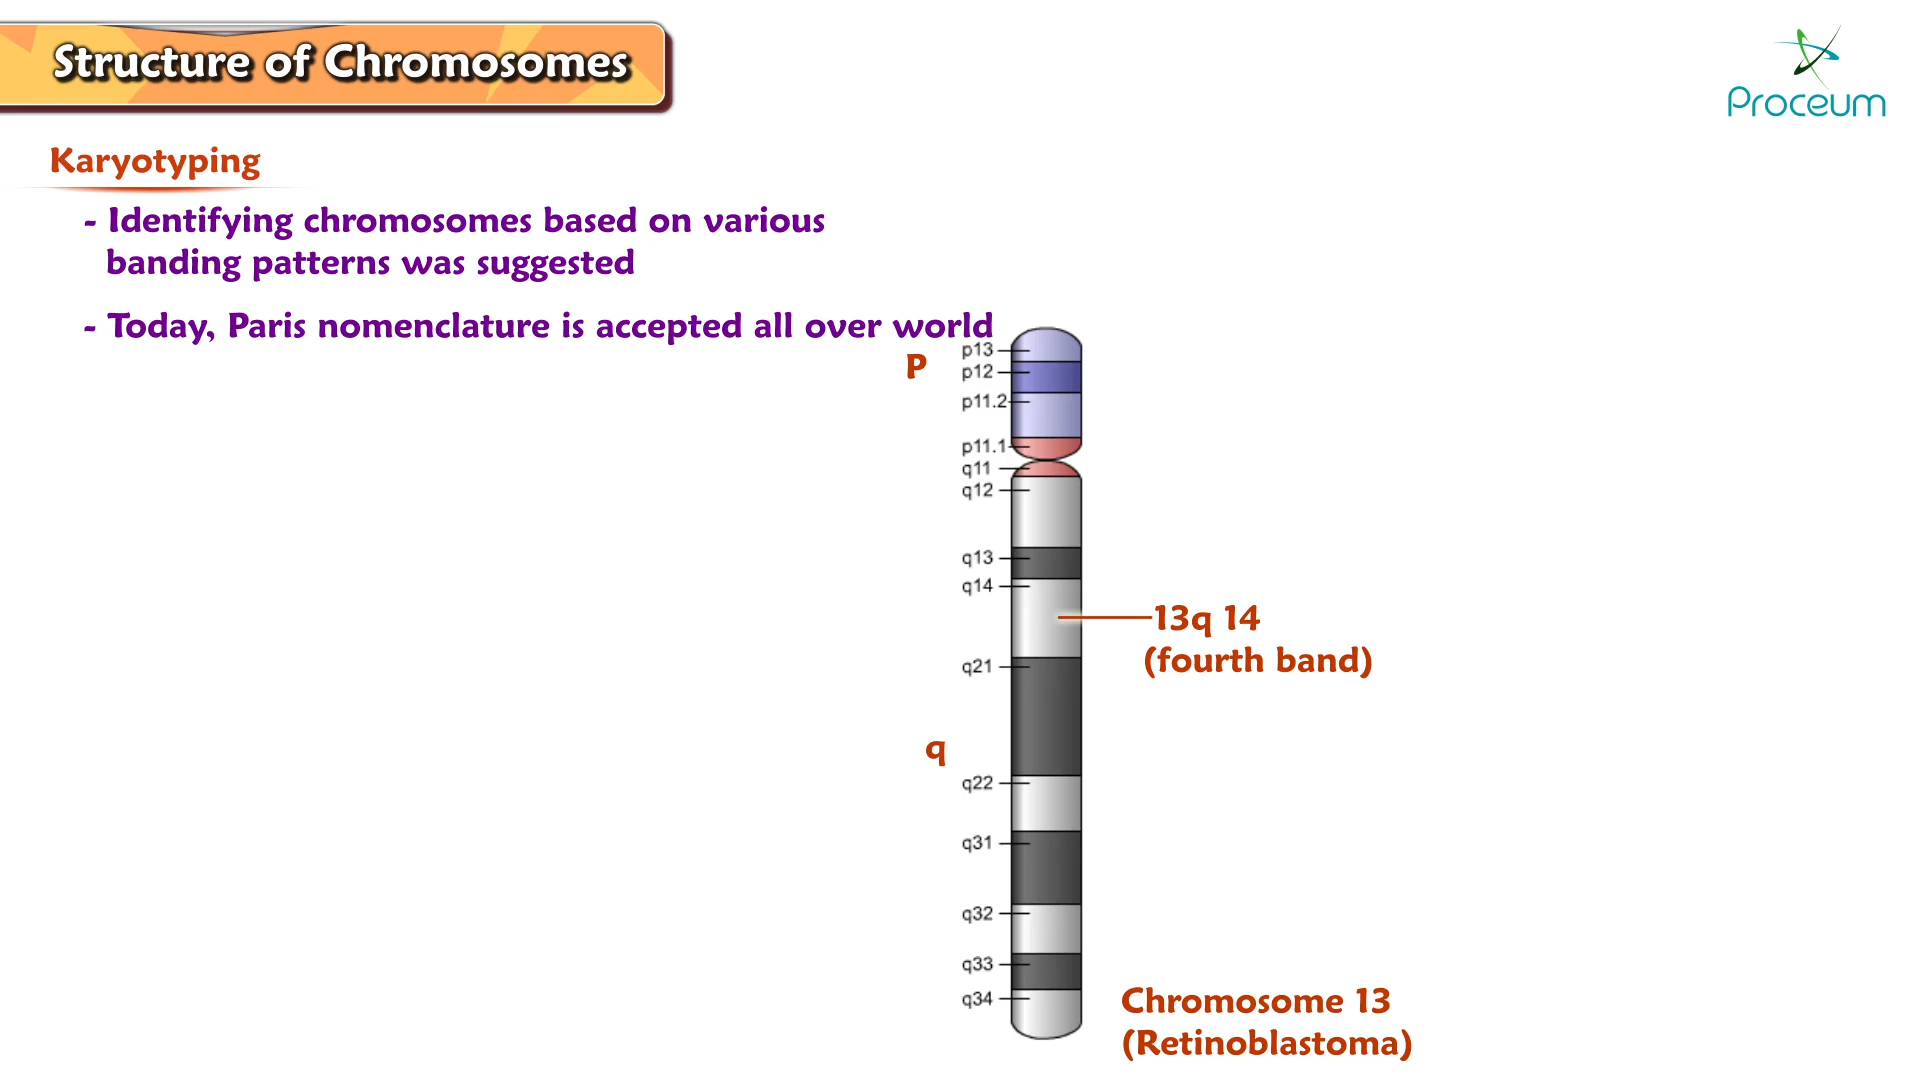 Structure of Chromosomes
Proceum
Karyotyping
- Identifying chromosomes based on various
banding patterns was suggested
- Today, Paris nomenclature is accepted all over world
P
p13
p12
p11.2
p11.1
q11
q12
q13
q14
13q 14
(fourth band)
q21
q
q22
q31
q32
q33
q34
Chromosome 13
(Retinoblastoma)